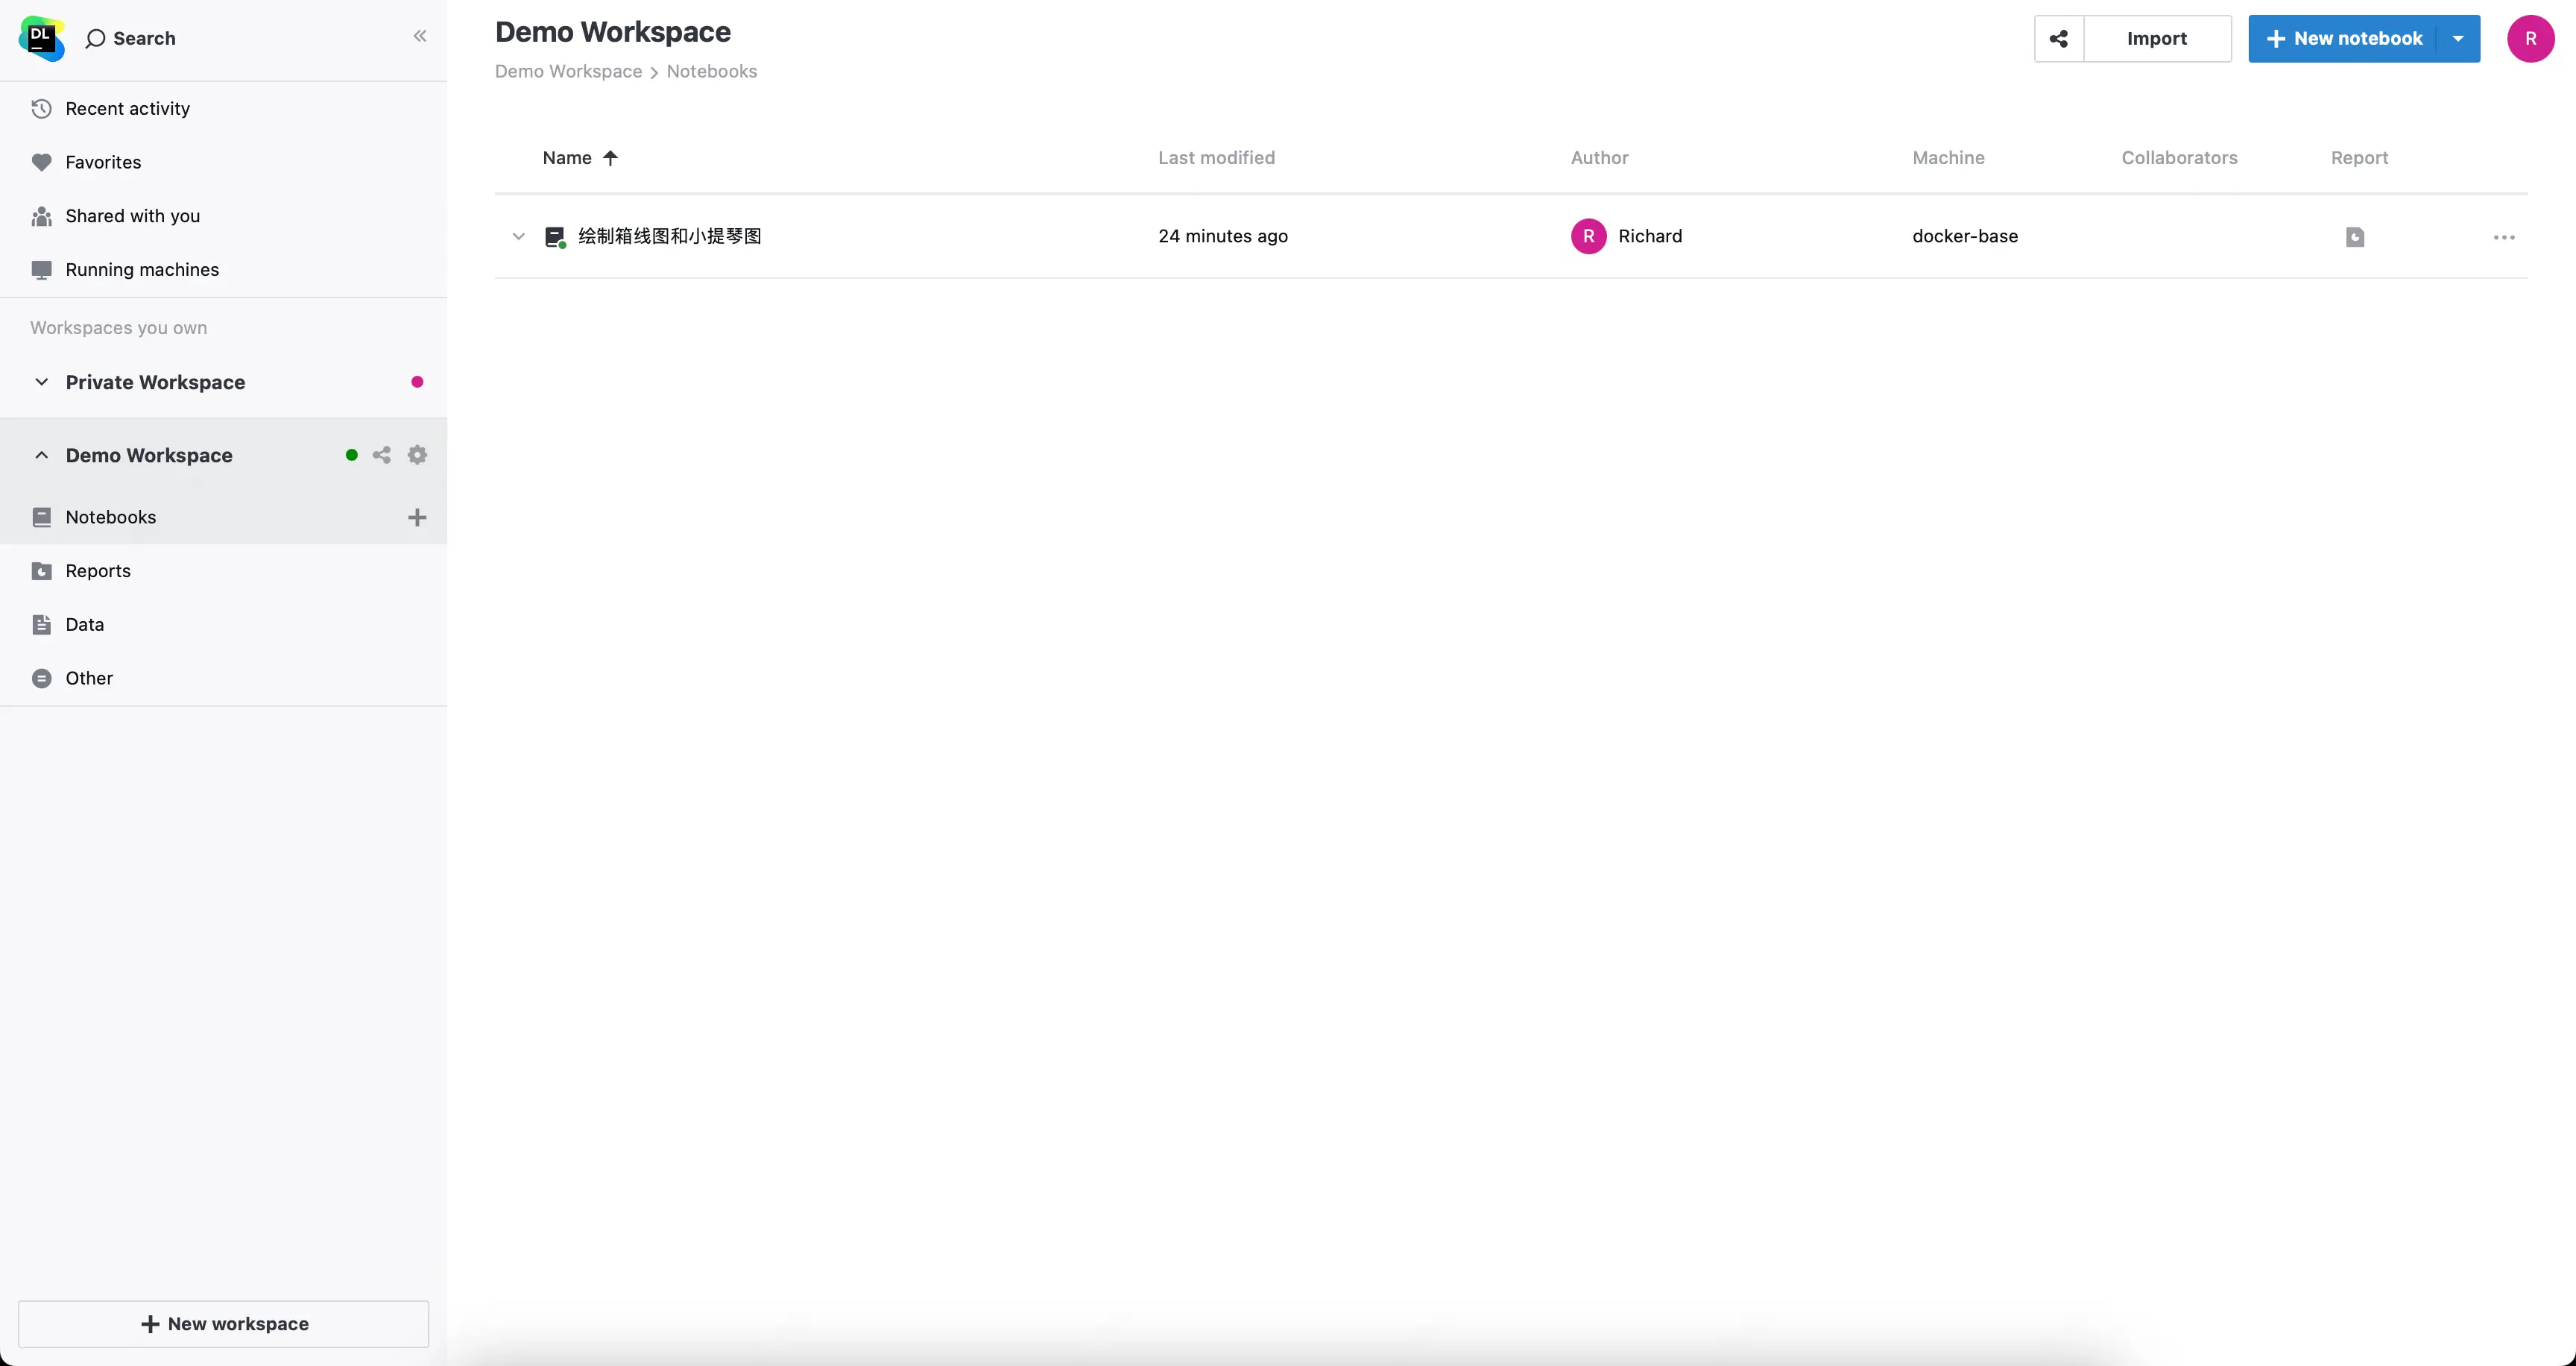 DL
Search
Recent activity
Favorites
Shared with you
Running machines
Workspaces you own
Private Workspace
Demo Workspace
Notebooks
Reports
Data
Other
New workspace
Demo Workspace
Demo Workspace > Notebooks
Import
New notebook
R
Name Last modified Author Machine Collaborators Report
绘制箱线图和小提琴图 24 minutes ago R Richard docker-base